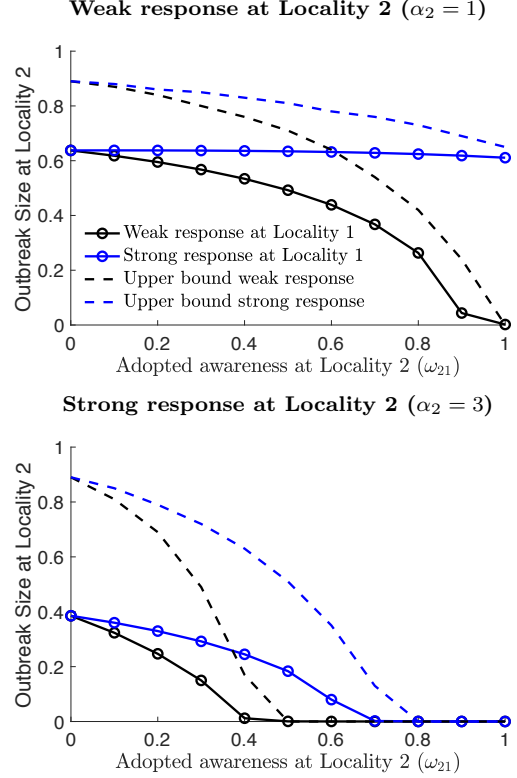 Weak response at Locality 2 (α₂ = 1)
Outbreak Size at Locality 2
1
0.8
0.6
0.4
0.2
0
Weak response at Locality 1
Strong response at Locality 1
Upper bound weak response
Upper bound strong response
0 0.2 0.4 0.6 0.8 1
Adopted awareness at Locality 2 (ω₂₁)
Strong response at Locality 2 (α₂ = 3)
Outbreak Size at Locality 2
1
0.8
0.6
0.4
0.2
0
0 0.2 0.4 0.6 0.8 1
Adopted awareness at Locality 2 (ω₂₁)